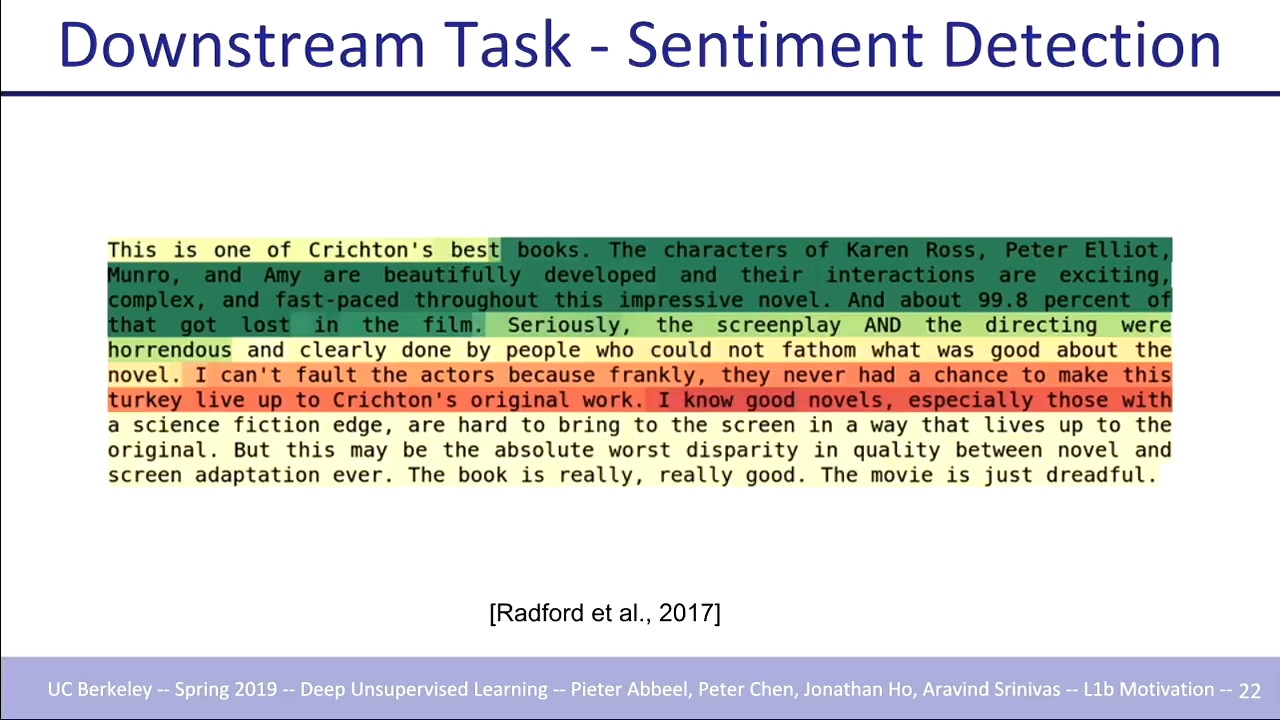 Downstream Task - Sentiment Detection
This is one of Crichton's best books. The characters of Karen Ross, Peter Elliot,
Munro, and Amy are beautifully developed and their interactions are exciting,
complex, and fast-paced throughout this impressive novel. And about 99.8 percent of
that got lost in the film. Seriously, the screenplay AND the directing were
horrendous and clearly done by people who could not fathom what was good about the
novel. I can't fault the actors because frankly, they never had a chance to make this
turkey live up to Crichton's original work. I know good novels, especially those with
a science fiction edge, are hard to bring to the screen in a way that lives up to the
original. But this may be the absolute worst disparity in quality between novel and
screen adaptation ever. The book is really, really good. The movie is just dreadful.
[Radford et al., 2017]
UC Berkeley -- Spring 2019 -- Deep Unsupervised Learning -- Pieter Abbeel, Peter Chen, Jonathan Ho, Aravind Srinivas -- L1b Motivation -- 22